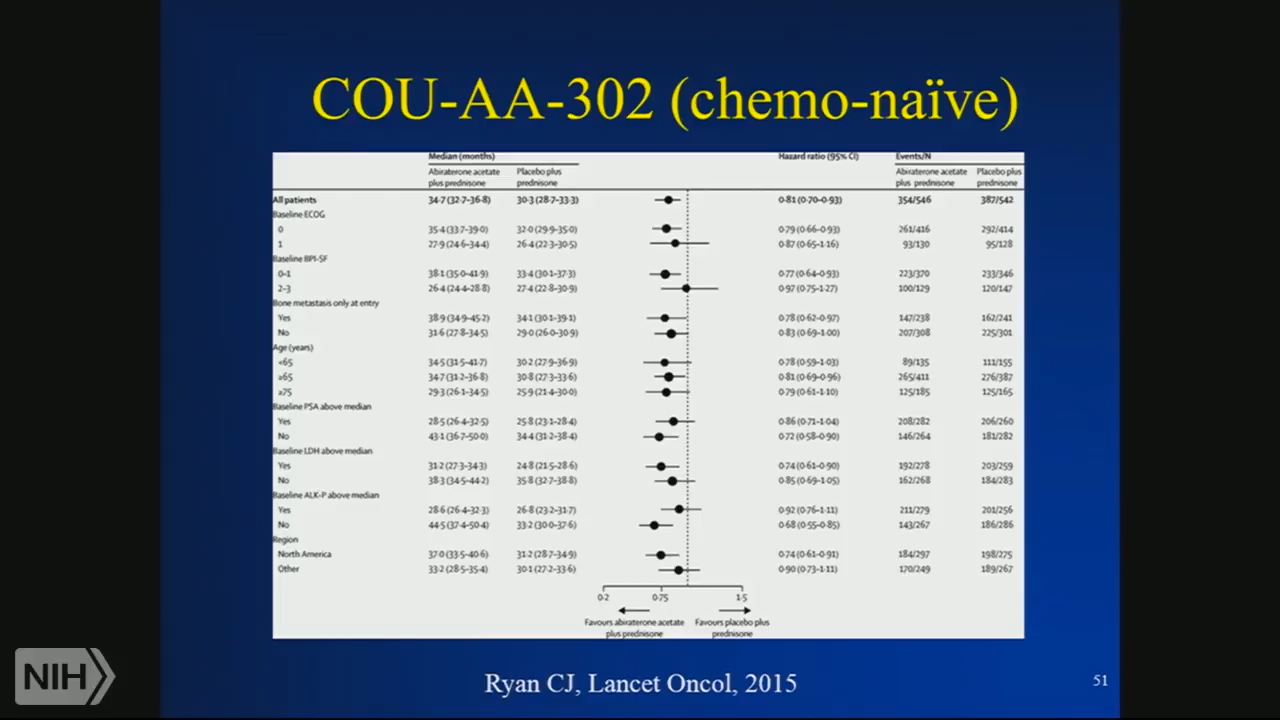 COU-AA-302 (chemo-naïve)
Median (months) Hazard ratio (95% CI) Events/N
Abiraterone acetate plus prednisone Placebo plus prednisone Abiraterone acetate plus prednisone Placebo plus prednisone
All patients 34·7 (32·7–36·8) 30·3 (28·7–33·3) 0·81 (0·70–0·93) 354/546 387/542
Baseline ECOG
0 35·4 (33·7–39·0) 32·0 (29·9–35·0) 0·79 (0·66–0·93) 261/416 292/414
1 27·9 (24·6–34·4) 26·4 (22·3–30·5) 0·87 (0·65–1·16) 93/130 95/128
Baseline BPI-SF
0–1 38·1 (35·0–41·9) 33·4 (30·1–37·3) 0·77 (0·64–0·93) 223/370 233/346
2–3 26·4 (24·4–28·8) 27·4 (22·8–30·9) 0·97 (0·75–1·27) 100/129 120/147
Bone metastasis only at entry
Yes 38·9 (34·9–45·2) 34·1 (30·1–39·1) 0·78 (0·62–0·97) 147/238 162/241
No 31·6 (27·8–34·5) 29·0 (26·0–30·9) 0·83 (0·69–1·00) 207/308 225/301
Age (years)
<65 34·5 (31·5–41·7) 30·2 (27·9–36·9) 0·78 (0·59–1·03) 89/135 111/155
≥65 34·7 (31·2–36·8) 30·8 (27·3–33·6) 0·81 (0·69–0·96) 265/411 276/387
≥75 29·3 (26·1–34·5) 25·9 (21·4–30·0) 0·79 (0·61–1·10) 125/185 125/165
Baseline PSA above median
Yes 28·5 (26·4–32·5) 25·8 (23·1–28·4) 0·86 (0·71–1·04) 208/282 206/260
No 43·1 (36·7–50·0) 34·4 (31·2–38·4) 0·72 (0·58–0·90) 146/264 181/282
Baseline LDH above median
Yes 31·2 (27·3–34·3) 24·8 (21·5–28·6) 0·74 (0·61–0·90) 192/278 203/259
No 38·3 (34·5–44·2) 35·8 (32·7–38·8) 0·85 (0·69–1·05) 162/268 184/283
Baseline ALK-P above median
Yes 28·6 (26·4–32·3) 26·8 (23·2–31·7) 0·92 (0·76–1·11) 211/279 201/256
No 44·5 (37·4–50·4) 33·2 (30·0–37·6) 0·68 (0·55–0·85) 143/267 186/286
Region
North America 37·0 (33·5–40·6) 31·2 (28·7–34·9) 0·74 (0·61–0·91) 184/297 198/275
Other 33·2 (28·5–35·4) 30·1 (27·2–33·6) 0·90 (0·73–1·11) 170/249 189/267
0·2 0·75 1·5
Favours abiraterone acetate plus prednisone Favours placebo plus prednisone
NIH
Ryan CJ, Lancet Oncol, 2015
51